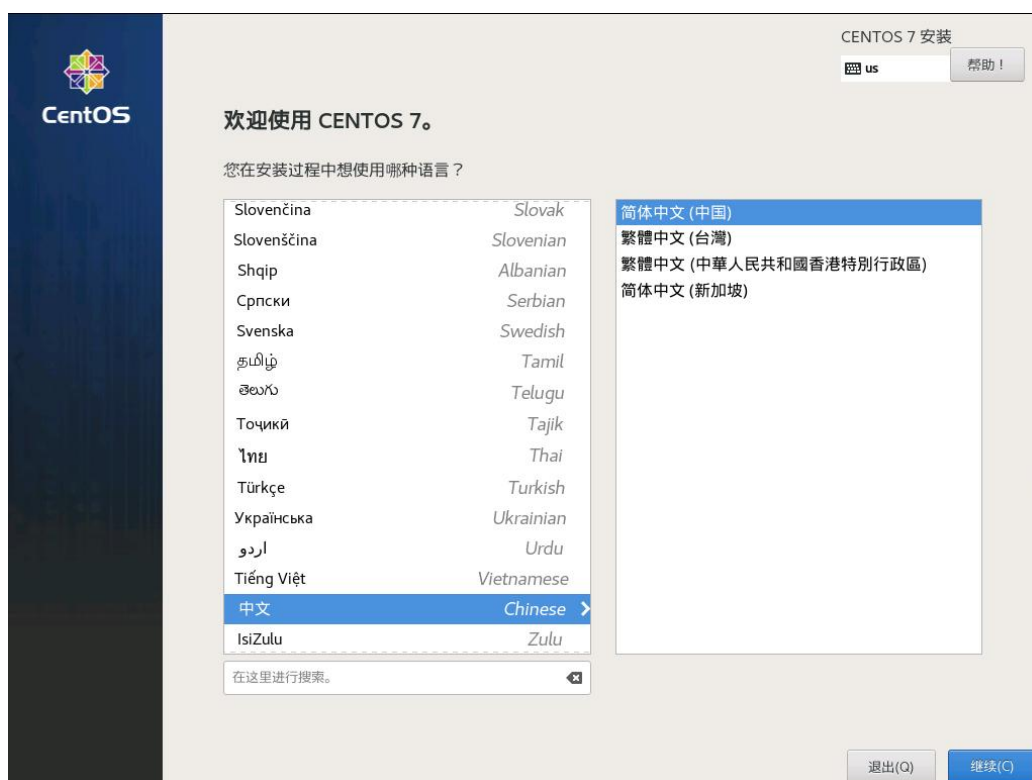 CENTOS 7 安装
us
帮助！
CentOS
欢迎使用 CENTOS 7。
您在安装过程中想使用哪种语言？
Slovenčina Slovak
Slovenščina Slovenian
Shqip Albanian
Српски Serbian
Svenska Swedish
தமிழ் Tamil
తెలుగు Telugu
Тоҷикӣ Tajik
ไทย Thai
Türkçe Turkish
Українська Ukrainian
اردو Urdu
Tiếng Việt Vietnamese
中文 Chinese
IsiZulu Zulu
简体中文 (中国)
繁體中文 (台灣)
繁體中文 (中華人民共和國香港特別行政區)
简体中文 (新加坡)
在这里进行搜索。
退出(Q)
继续(C)